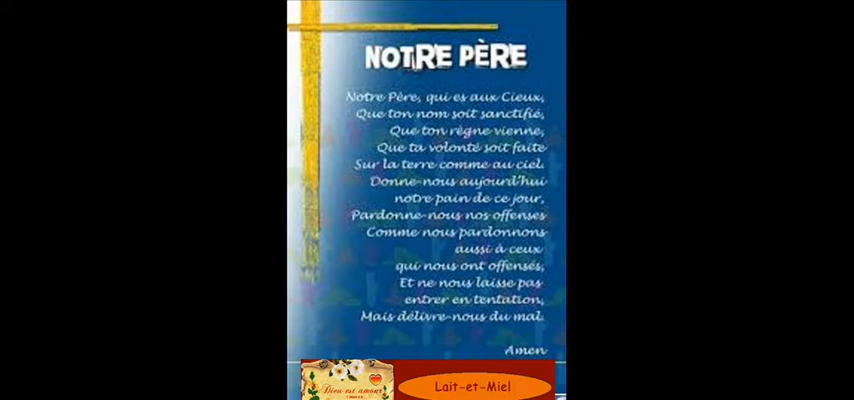 NOTRE PÈRE
Notre Père, qui es aux Cieux,
Que ton nom soit sanctifié,
Que ton règne vienne,
Que ta volonté soit faite
Sur la terre comme au ciel.
Donne-nous aujourd'hui
notre pain de ce jour,
Pardonne-nous nos offenses
Comme nous pardonnons
aussi à ceux
qui nous ont offensés,
Et ne nous laisse pas
entrer en tentation,
Mais délivre-nous du mal.
Amen
Dieu est amour
Lait-et-Miel